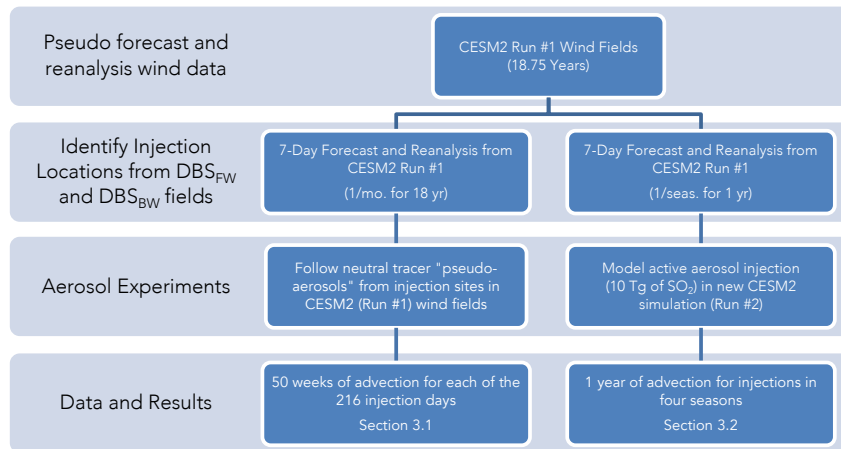 Pseudo forecast and
reanalysis wind data
CESM2 Run #1 Wind Fields
(18.75 Years)
Identify Injection
Locations from DBS_FW
and DBS_BW fields
7-Day Forecast and Reanalysis from
CESM2 Run #1
(1/mo. for 18 yr)
7-Day Forecast and Reanalysis from
CESM2 Run #1
(1/seas. for 1 yr)
Aerosol Experiments
Follow neutral tracer "pseudo-
aerosols" from injection sites in
CESM2 (Run #1) wind fields
Model active aerosol injection
(10 Tg of SO₂) in new CESM2
simulation (Run #2)
Data and Results
50 weeks of advection for each of the
216 injection days
Section 3.1
1 year of advection for injections in
four seasons
Section 3.2